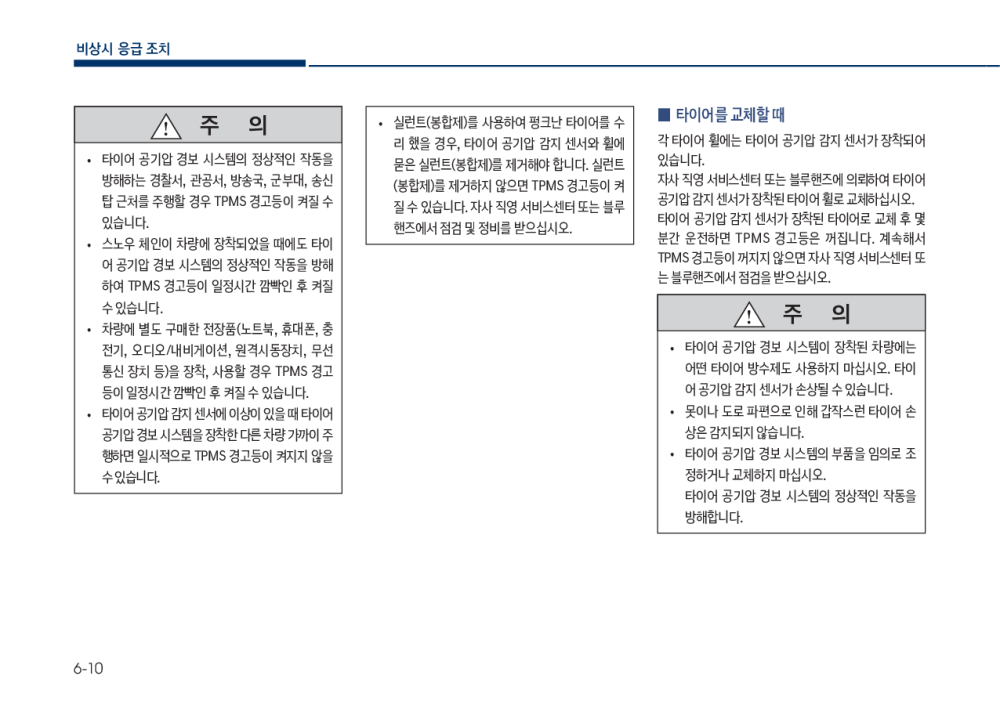 비상시 응급 조치
주 의
• 타이어 공기압 경보 시스템의 정상적인 작동을
방해하는 경찰서, 관공서, 방송국, 군부대, 송신
탑 근처를 주행할 경우 TPMS 경고등이 켜질 수
있습니다.
• 스노우 체인이 차량에 장착되었을 때에도 타이
어 공기압 경보 시스템의 정상적인 작동을 방해
하여 TPMS 경고등이 일정시간 깜빡인 후 켜질
수 있습니다.
• 차량에 별도 구매한 전장품(노트북, 휴대폰, 충
전기, 오디오/내비게이션, 원격시동장치, 무선
통신 장치 등)을 장착, 사용할 경우 TPMS 경고
등이 일정시간 깜빡인 후 켜질 수 있습니다.
• 타이어 공기압 감지 센서에 이상이 있을 때 타이어
공기압 경보 시스템을 장착한 다른 차량 가까이 주
행하면 일시적으로 TPMS 경고등이 켜지지 않을
수 있습니다.
• 실런트(봉합제)를 사용하여 펑크난 타이어를 수
리 했을 경우, 타이어 공기압 감지 센서와 휠에
묻은 실런트(봉합제)를 제거해야 합니다. 실런트
(봉합제)를 제거하지 않으면 TPMS 경고등이 켜
질 수 있습니다. 자사 직영 서비스센터 또는 블루
핸즈에서 점검 및 정비를 받으십시오.
■ 타이어를 교체할 때
각 타이어 휠에는 타이어 공기압 감지 센서가 장착되어
있습니다.
자사 직영 서비스센터 또는 블루핸즈에 의뢰하여 타이어
공기압 감지 센서가 장착된 타이어 휠로 교체하십시오.
타이어 공기압 감지 센서가 장착된 타이어로 교체 후 몇
분간 운전하면 TPMS 경고등은 꺼집니다. 계속해서
TPMS 경고등이 꺼지지 않으면 자사 직영 서비스센터 또
는 블루핸즈에서 점검을 받으십시오.
주 의
• 타이어 공기압 경보 시스템이 장착된 차량에는
어떤 타이어 방수제도 사용하지 마십시오. 타이
어 공기압 감지 센서가 손상될 수 있습니다.
• 못이나 도로 파편으로 인해 갑작스런 타이어 손
상은 감지되지 않습니다.
• 타이어 공기압 경보 시스템의 부품을 임의로 조
정하거나 교체하지 마십시오.
타이어 공기압 경보 시스템의 정상적인 작동을
방해합니다.
6-10